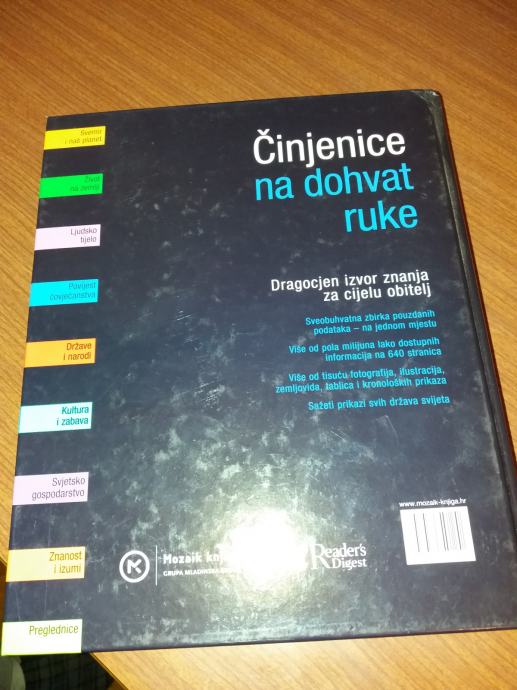 Činjenice
na dohvat
ruke
Dragocjen izvor znanja
za cijelu obitelj
Sveobuhvatna zbirka pouzdanih
podataka – na jednom mjestu
Više od pola milijuna lako dostupnih
informacija na 640 stranica
Više od tisuću fotografija, ilustracija,
zemljovida, tablica i kronoloških prikaza
Sažeti prikazi svih država svijeta
Svemir
i naš planet
Život
na zemlji
Ljudsko
tijelo
Povijest
čovječanstva
Države
i narodi
Kultura
i zabava
Svjetsko
gospodarstvo
Znanost
i izumi
Preglednice
www.mozaik-knjiga.hr
Mozaik
GRUPA
Reader's
Digest